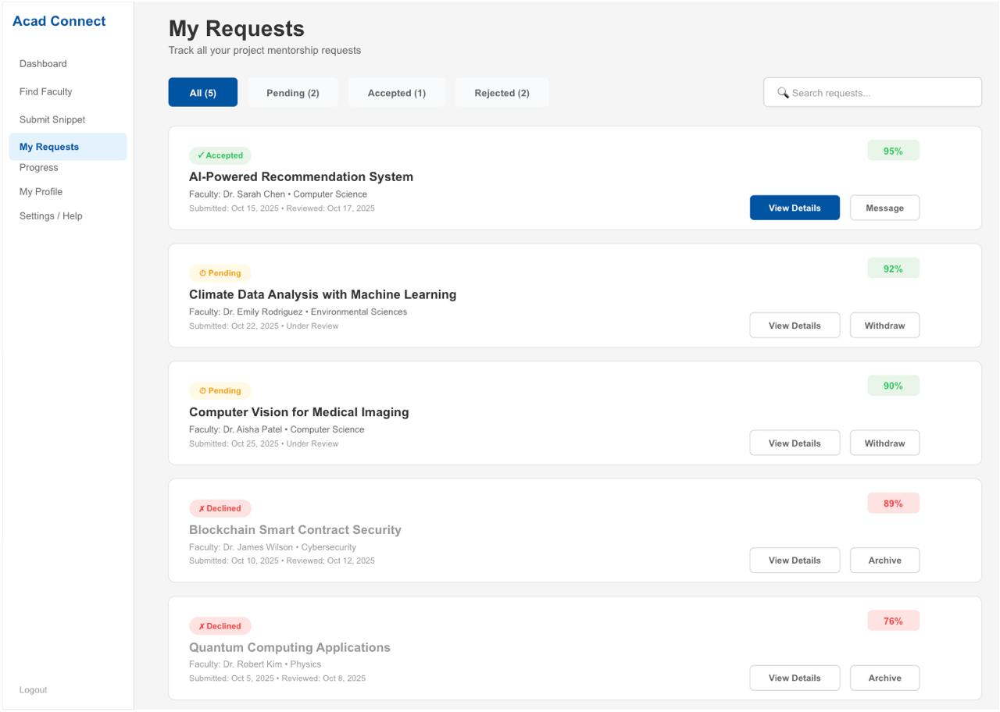 Acad Connect
Dashboard
Find Faculty
Submit Snippet
My Requests
Progress
My Profile
Settings / Help
Logout
My Requests
Track all your project mentorship requests
All (5)
Pending (2)
Accepted (1)
Rejected (2)
🔍 Search requests...
✓ Accepted
95%
AI-Powered Recommendation System
Faculty: Dr. Sarah Chen • Computer Science
Submitted: Oct 15, 2025 • Reviewed: Oct 17, 2025
View Details
Message
⏱ Pending
92%
Climate Data Analysis with Machine Learning
Faculty: Dr. Emily Rodriguez • Environmental Sciences
Submitted: Oct 22, 2025 • Under Review
View Details
Withdraw
⏱ Pending
90%
Computer Vision for Medical Imaging
Faculty: Dr. Aisha Patel • Computer Science
Submitted: Oct 25, 2025 • Under Review
View Details
Withdraw
✗ Declined
89%
Blockchain Smart Contract Security
Faculty: Dr. James Wilson • Cybersecurity
Submitted: Oct 10, 2025 • Reviewed: Oct 12, 2025
View Details
Archive
✗ Declined
76%
Quantum Computing Applications
Faculty: Dr. Robert Kim • Physics
Submitted: Oct 5, 2025 • Reviewed: Oct 8, 2025
View Details
Archive